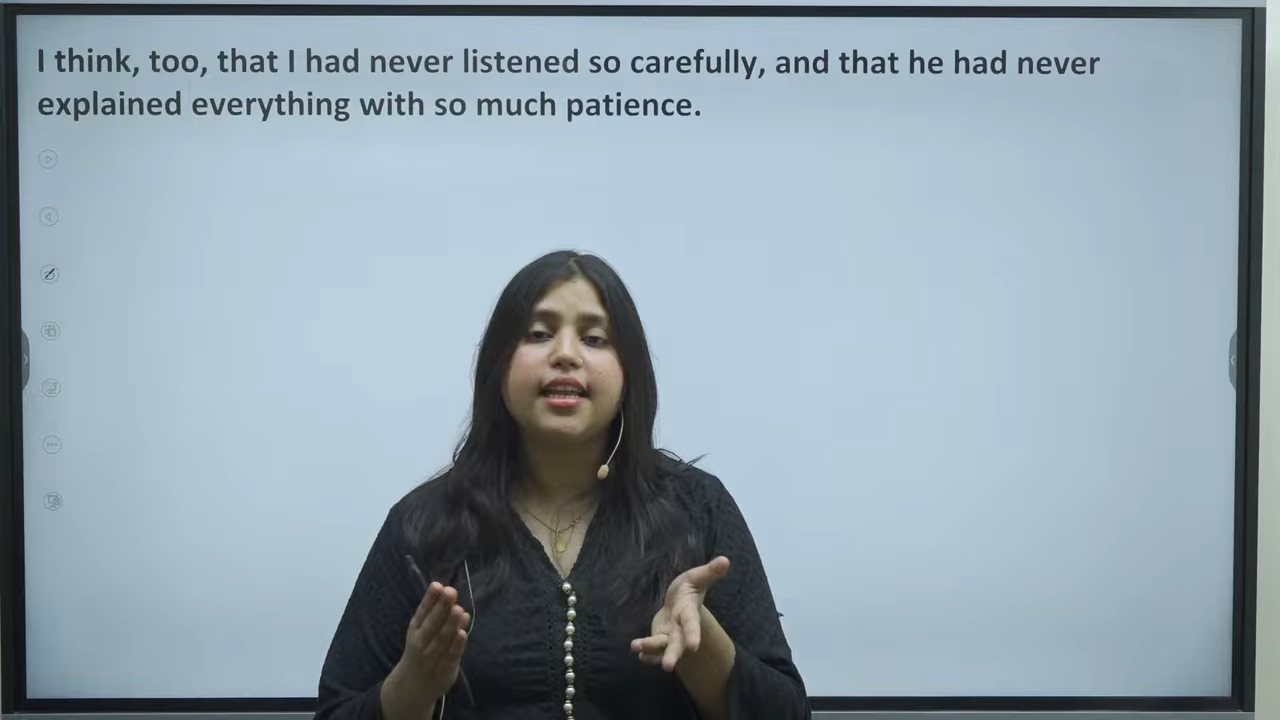 I think, too, that I had never listened so carefully, and that he had never
explained everything with so much patience.